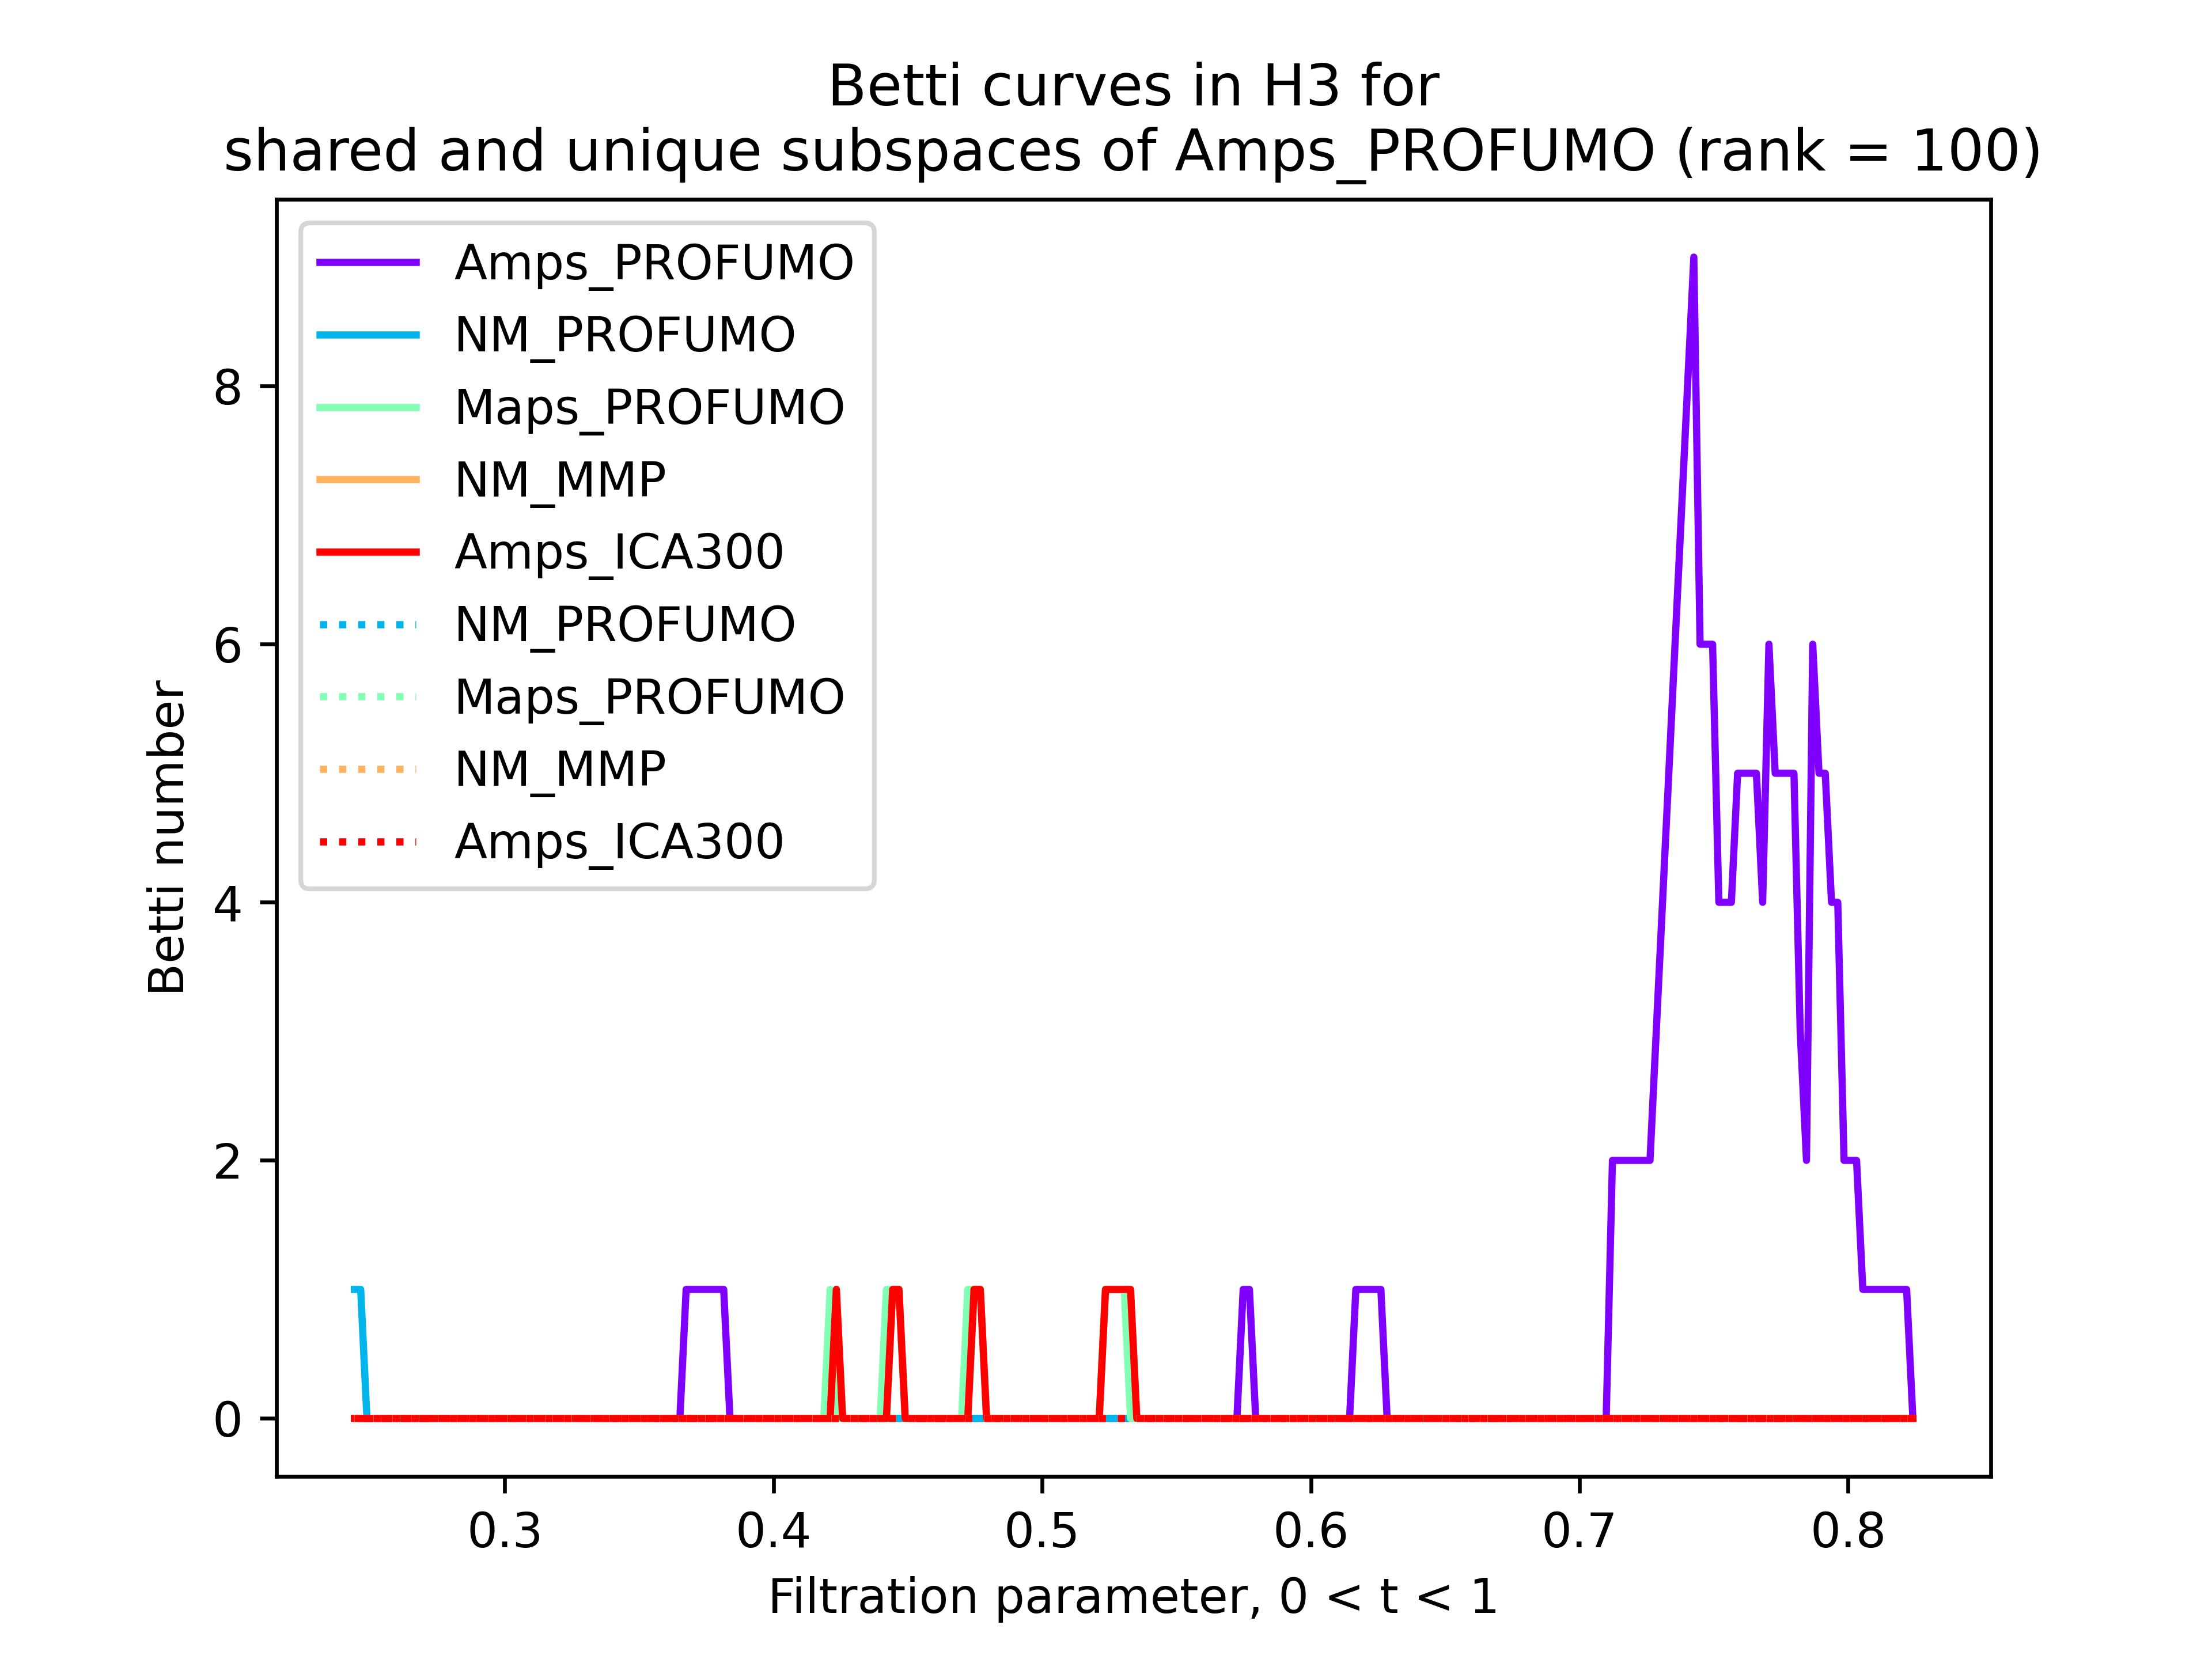 Betti curves in H3 for
shared and unique subspaces of Amps_PROFUMO (rank = 100)
Amps_PROFUMO
NM_PROFUMO
Maps_PROFUMO
NM_MMP
Amps_ICA300
NM_PROFUMO
Maps_PROFUMO
NM_MMP
Amps_ICA300
Betti number
8
6
4
2
0
0.3 0.4 0.5 0.6 0.7 0.8
Filtration parameter, 0 < t < 1